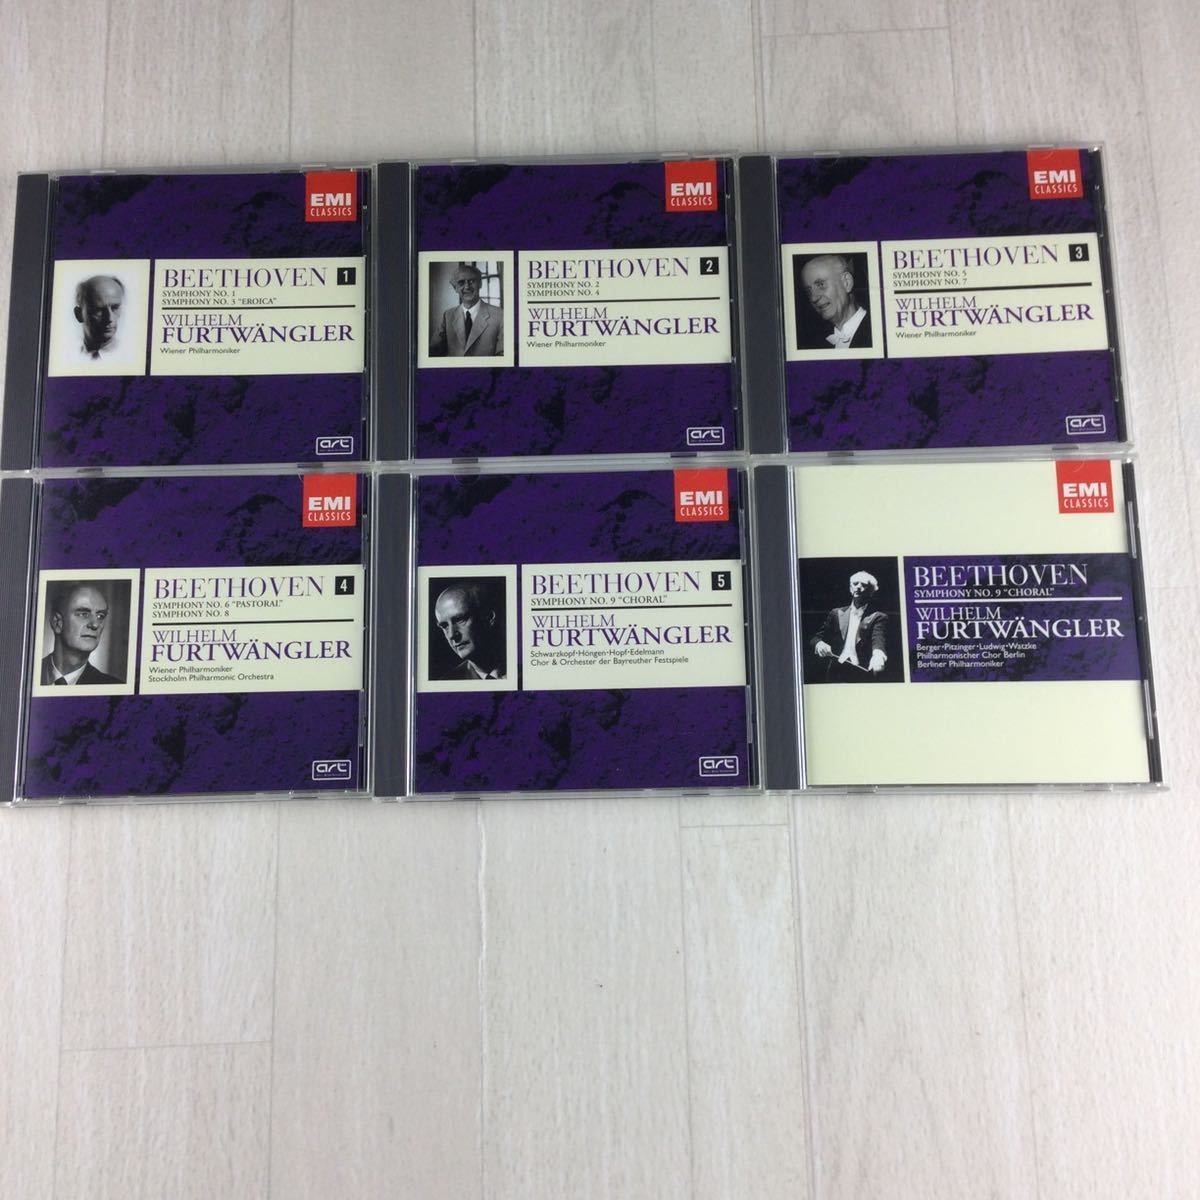 EMI
CLASSICS
BEETHOVEN 1
SYMPHONY NO. 1
SYMPHONY NO. 3 "EROICA"
WILHELM
FURTWÄNGLER
Wiener Philharmoniker
art
EMI
CLASSICS
BEETHOVEN 2
SYMPHONY NO. 2
SYMPHONY NO. 4
WILHELM
FURTWÄNGLER
Wiener Philharmoniker
art
EMI
CLASSICS
BEETHOVEN 3
SYMPHONY NO. 5
SYMPHONY NO. 7
WILHELM
FURTWÄNGLER
Wiener Philharmoniker
art
EMI
CLASSICS
BEETHOVEN 4
SYMPHONY NO. 6 "PASTORAL"
SYMPHONY NO. 8
WILHELM
FURTWÄNGLER
Wiener Philharmoniker
Stockholm Philharmonic Orchestra
art
EMI
CLASSICS
BEETHOVEN 5
SYMPHONY NO. 9 "CHORAL"
WILHELM
FURTWÄNGLER
Schwarzkopf·Höngen·Hopf·Edelmann
Chor & Orchester der Bayreuther Festspiele
art
EMI
CLASSICS
BEETHOVEN
SYMPHONY NO. 9 "CHORAL"
WILHELM
FURTWÄNGLER
Berger·Pitzinger·Ludwig·Watzke
Philharmonischer Chor Berlin
Berliner Philharmoniker